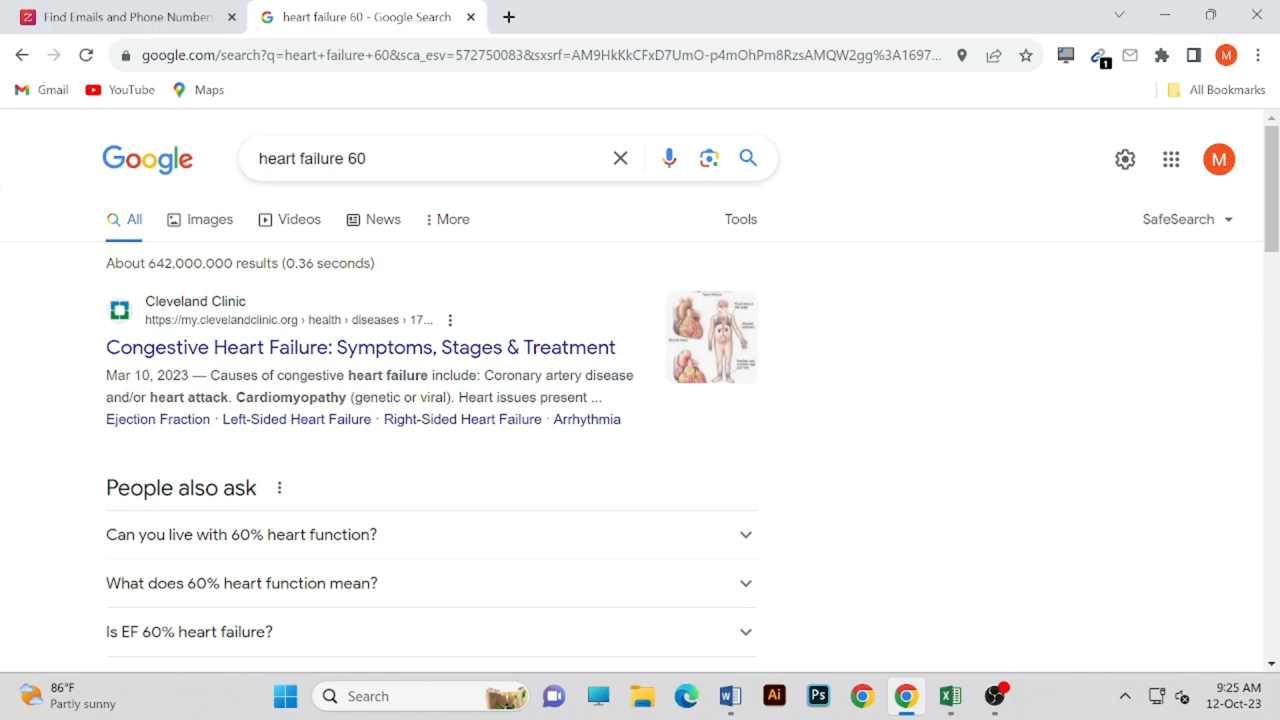 Find Emails and Phone Numbers
heart failure 60 - Google Search
google.com/search?q=heart+failure+60&sca_esv=572750083&sxsrf=AM9HkKkCFxD7UmO-p4mOhPm8RzsAMQW2gg%3A1697...
1
M
Gmail
YouTube
Maps
All Bookmarks
Google
heart failure 60
M
All
Images
Videos
News
More
Tools
SafeSearch
About 642,000,000 results (0.36 seconds)
Cleveland Clinic
https://my.clevelandclinic.org › health › diseases › 17...
Congestive Heart Failure: Symptoms, Stages & Treatment
Mar 10, 2023 — Causes of congestive heart failure include: Coronary artery disease
and/or heart attack. Cardiomyopathy (genetic or viral). Heart issues present ...
Ejection Fraction · Left-Sided Heart Failure · Right-Sided Heart Failure · Arrhythmia
People also ask
Can you live with 60% heart function?
What does 60% heart function mean?
Is EF 60% heart failure?
86°F
Partly sunny
Search
Ai
Ps
9:25 AM
12-Oct-23